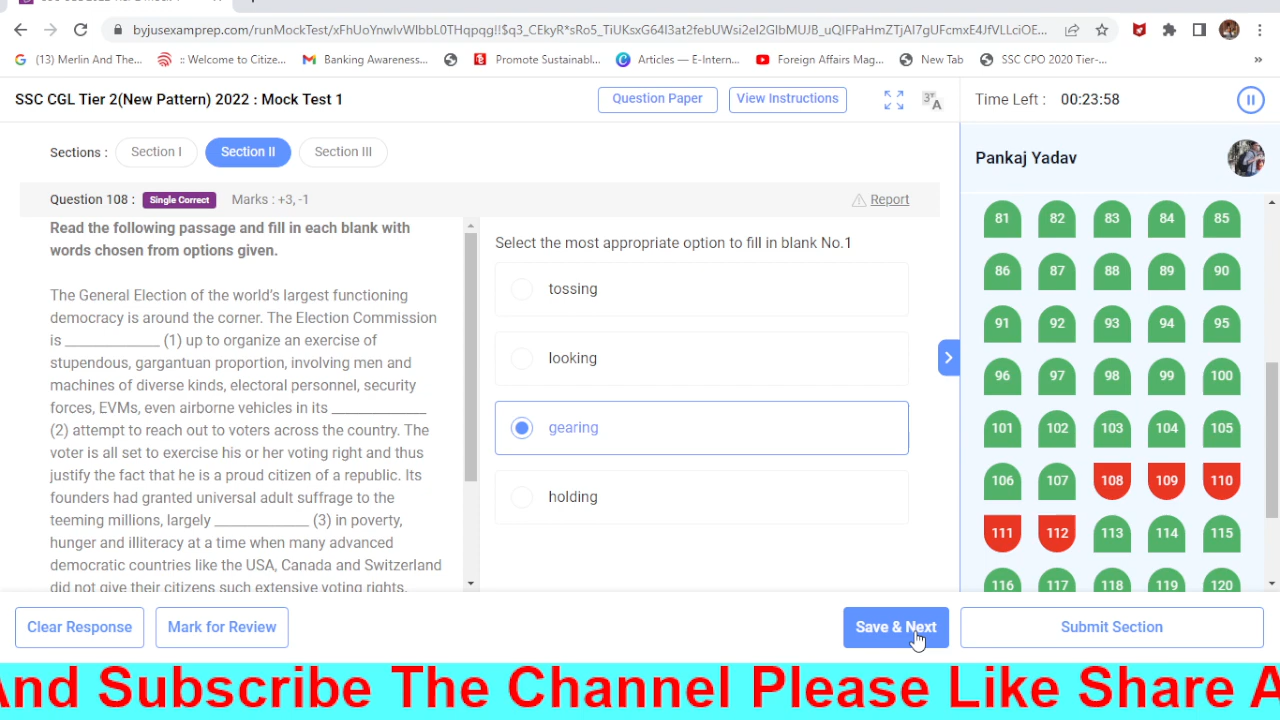 byjusexamprep.com/runMockTest/
(13) Merlin And The...
:: Welcome to Citize...
Banking Awareness...
Promote Sustainabl...
Articles — E-Intern...
Foreign Affairs Mag...
New Tab
SSC CPO 2020 Tier-...
»
SSC CGL Tier 2(New Pattern) 2022 : Mock Test 1
Question Paper
View Instructions
Time Left : 00:23:58
Sections :
Section I
Section II
Section III
Pankaj Yadav
Question 108 : Single Correct Marks : +3, -1
Report
Read the following passage and fill in each blank with
words chosen from options given.
The General Election of the world's largest functioning
democracy is around the corner. The Election Commission
is ____________ (1) up to organize an exercise of
stupendous, gargantuan proportion, involving men and
machines of diverse kinds, electoral personnel, security
forces, EVMs, even airborne vehicles in its ____________
(2) attempt to reach out to voters across the country. The
voter is all set to exercise his or her voting right and thus
justify the fact that he is a proud citizen of a republic. Its
founders had granted universal adult suffrage to the
teeming millions, largely ____________ (3) in poverty,
hunger and illiteracy at a time when many advanced
democratic countries like the USA, Canada and Switzerland
did not give their citizens such extensive voting rights.
Select the most appropriate option to fill in blank No.1
tossing
looking
gearing
holding
81 82 83 84 85
86 87 88 89 90
91 92 93 94 95
96 97 98 99 100
101 102 103 104 105
106 107 108 109 110
111 112 113 114 115
116 117 118 119 120
Clear Response
Mark for Review
Save & Next
Submit Section
And Subscribe The Channel Please Like Share A